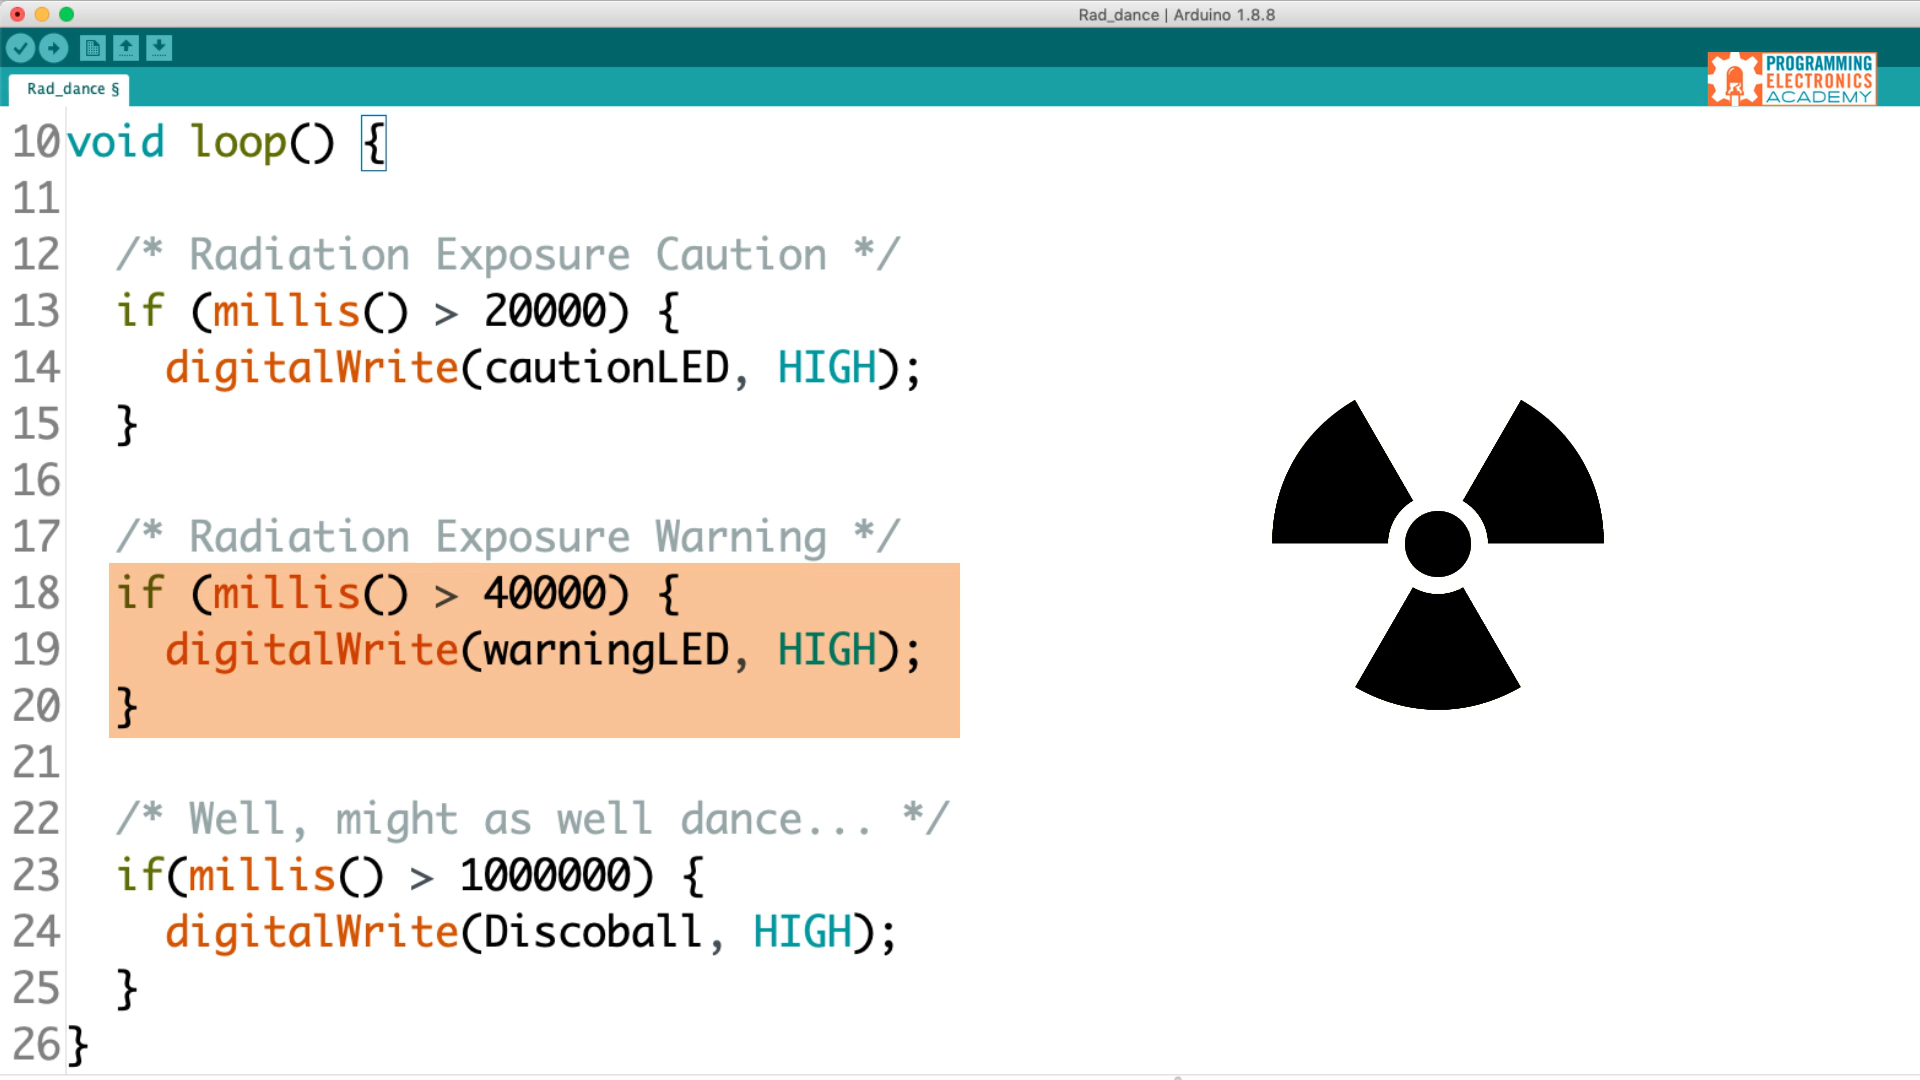 Rad_dance | Arduino 1.8.8
Rad_dance §
PROGRAMMING
ELECTRONICS
ACADEMY
10 void loop() {
11
12 /* Radiation Exposure Caution */
13 if (millis() > 20000) {
14 digitalWrite(cautionLED, HIGH);
15 }
16
17 /* Radiation Exposure Warning */
18 if (millis() > 40000) {
19 digitalWrite(warningLED, HIGH);
20 }
21
22 /* Well, might as well dance... */
23 if(millis() > 1000000) {
24 digitalWrite(Discoball, HIGH);
25 }
26 }